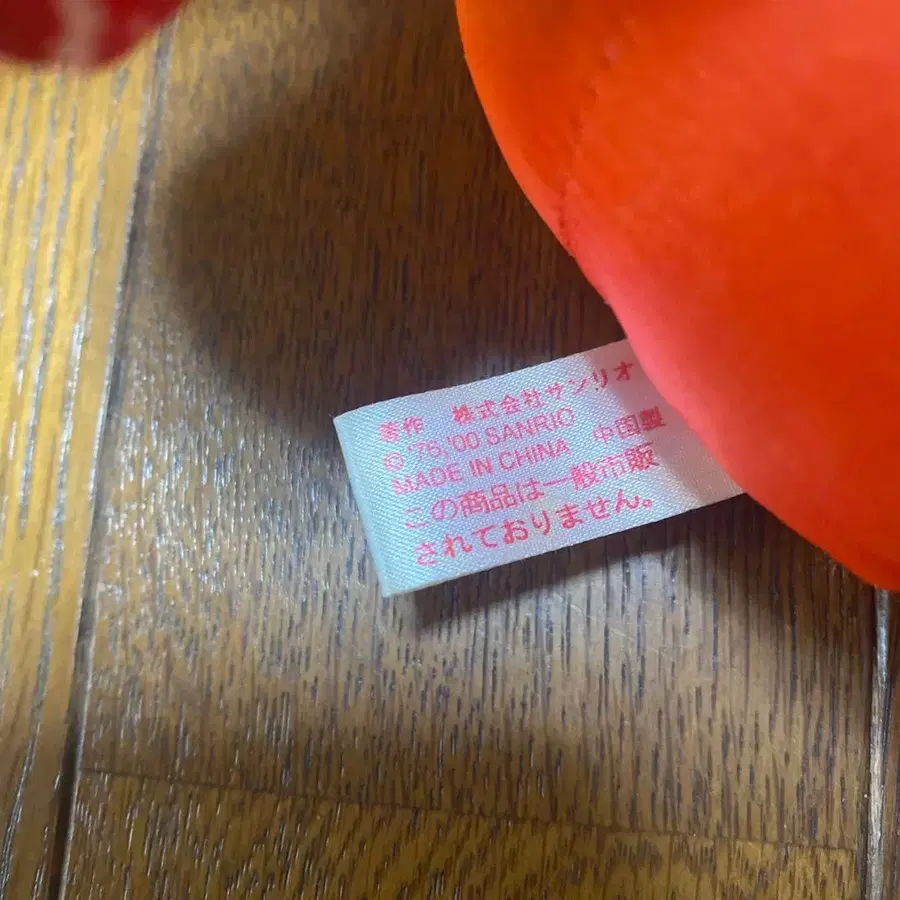 著作 株式会社サンリオ
© '76,'00 SANRIO
MADE IN CHINA 中国製
この商品は一般市販
されておりません。